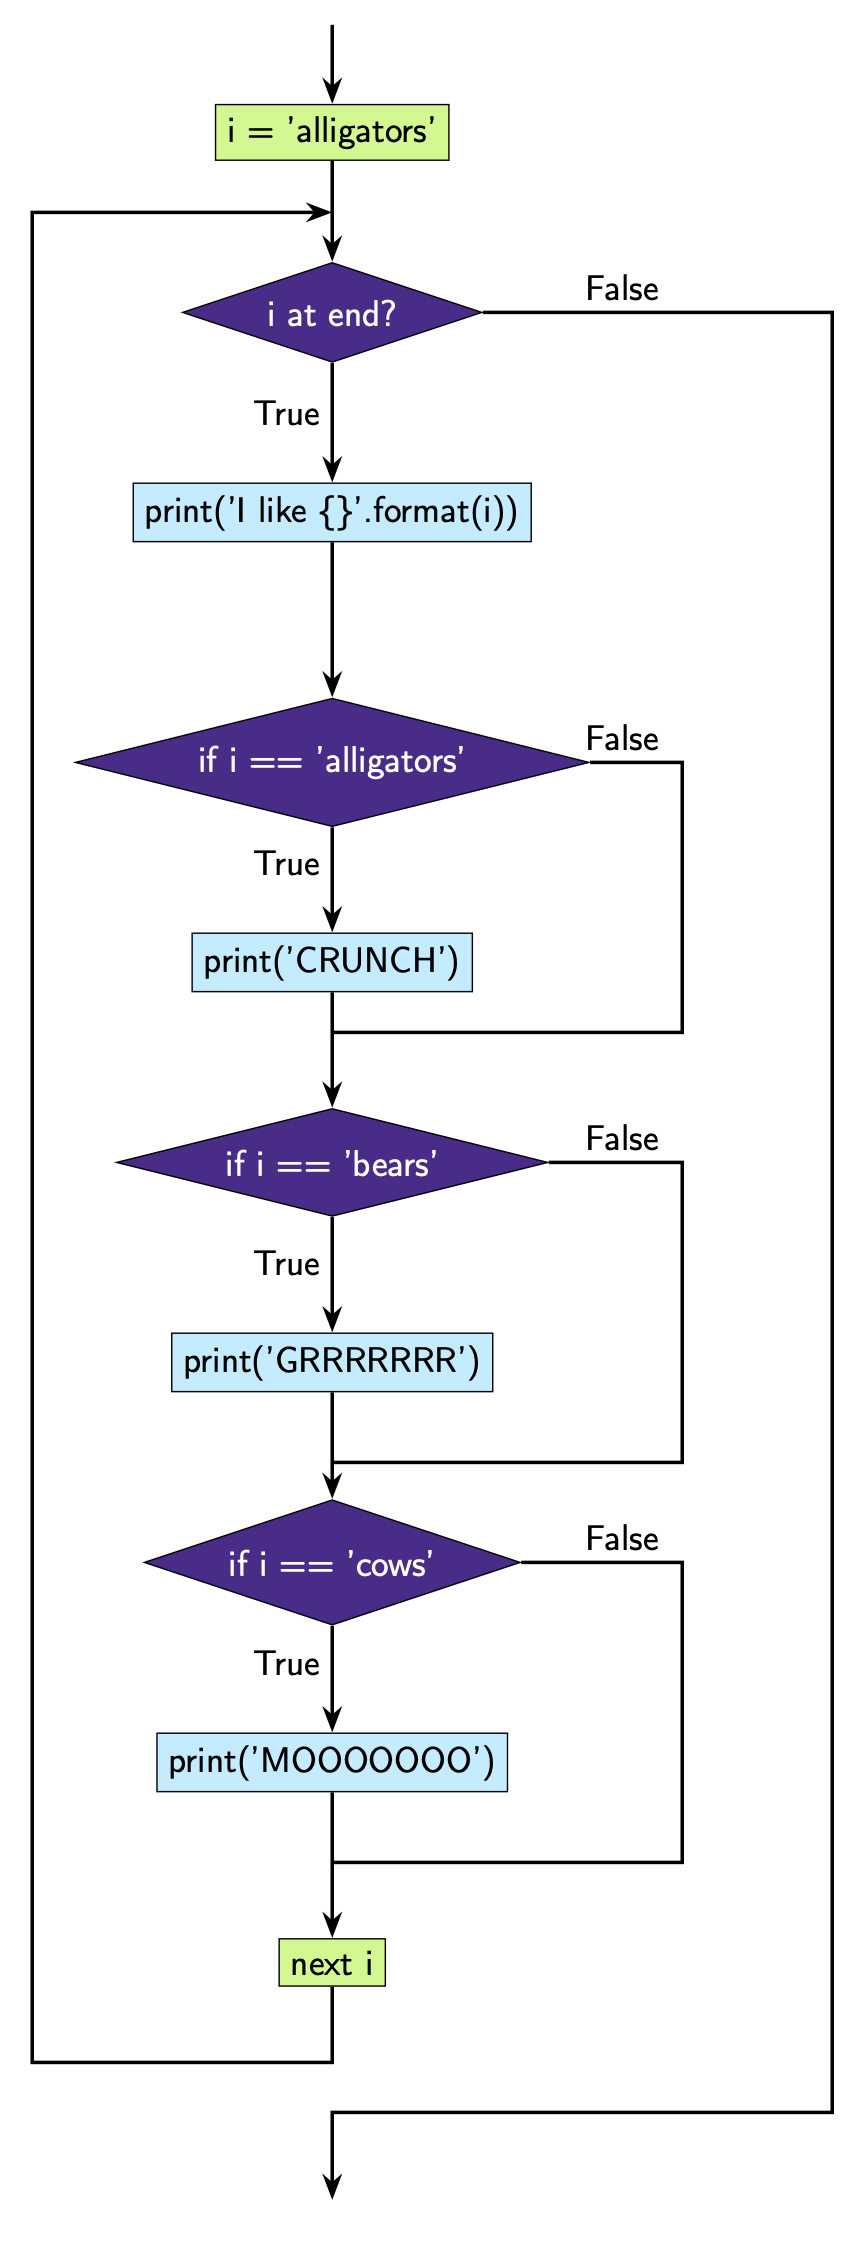 i = 'alligators'
i at end?
False
True
print('I like {}'.format(i))
if i == 'alligators'
False
True
print('CRUNCH')
if i == 'bears'
False
True
print('GRRRRRRR')
if i == 'cows'
False
True
print('MOOOOOOO')
next i